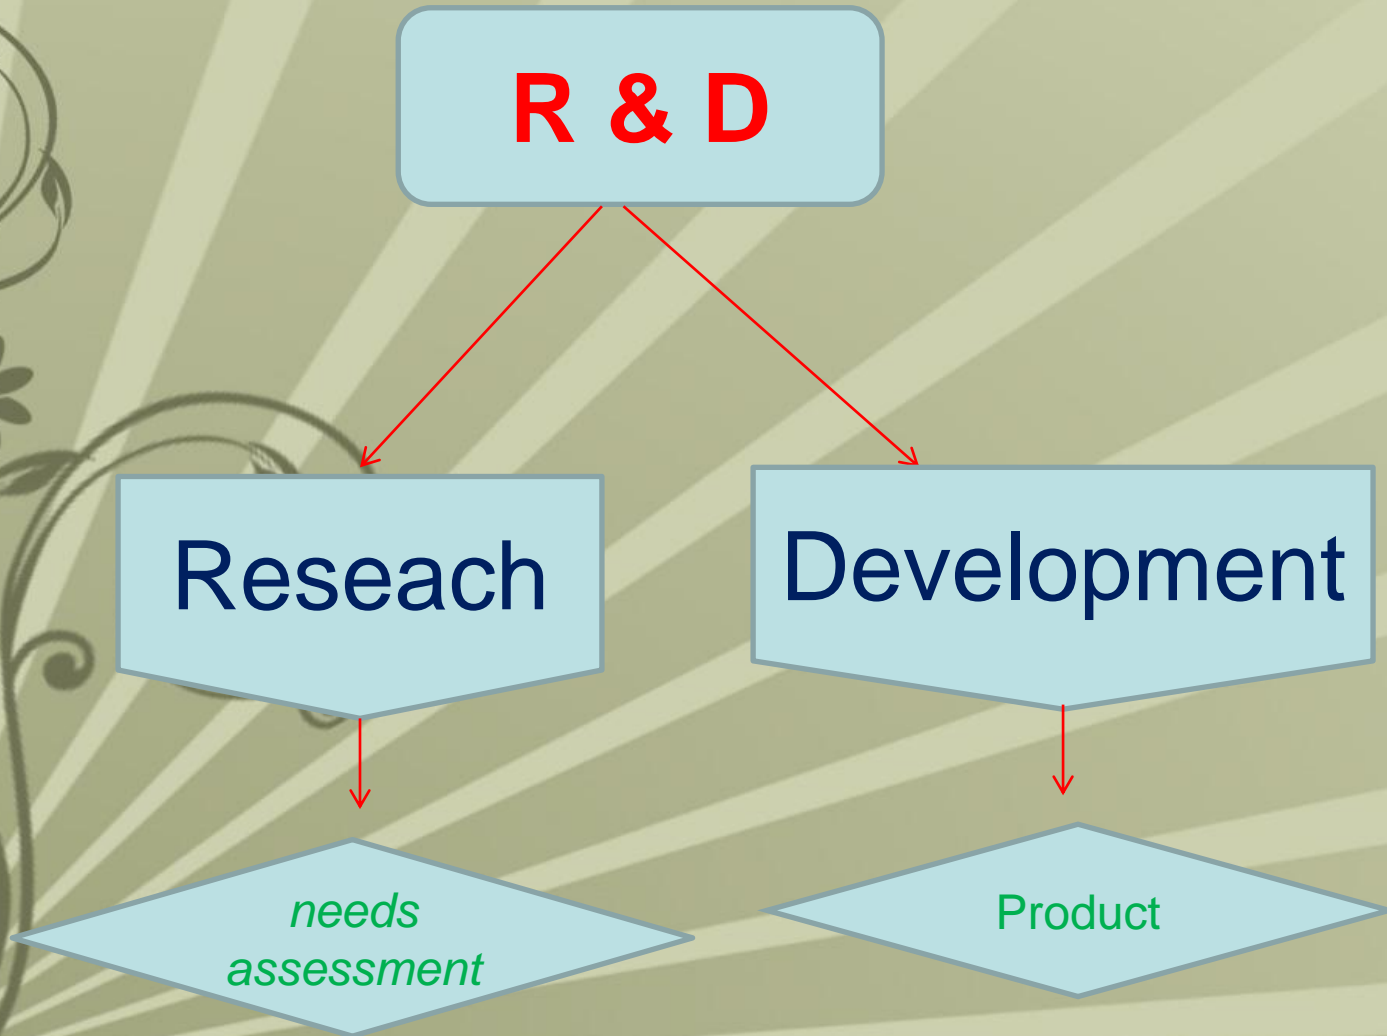 R & D
Reseach
Development
needs
assessment
Product